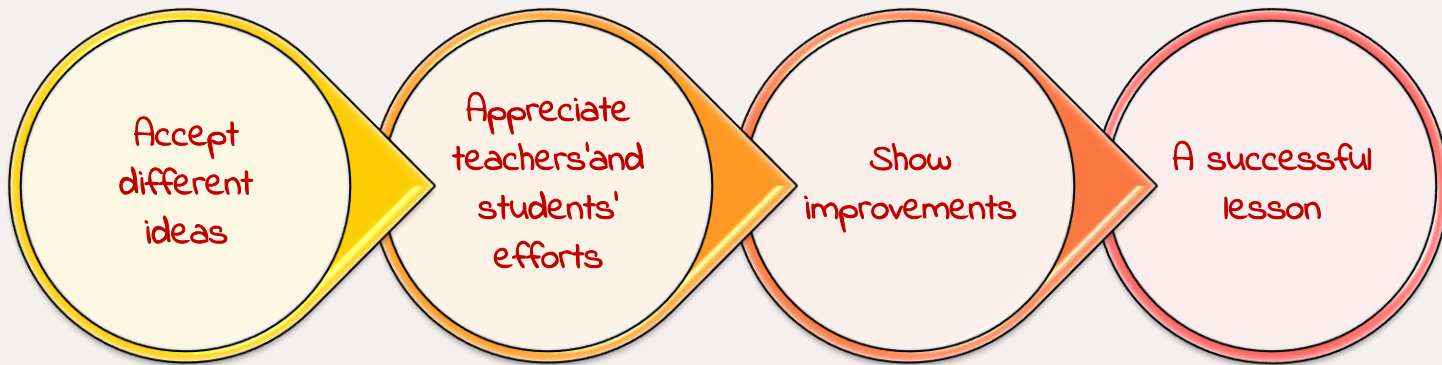 Accept
different
ideas
Appreciate
teachers'and
students'
efforts
Show
improvements
A successful
lesson